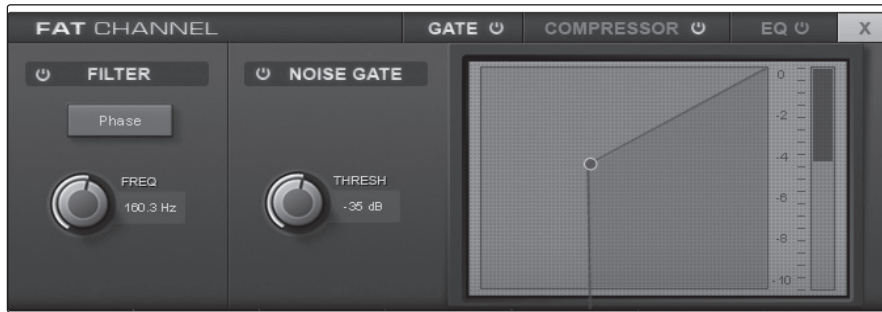 FAT CHANNEL
GATE
COMPRESSOR
EQ
X
FILTER
Phase
FREQ
160.3 Hz
NOISE GATE
THRESH
-35 dB
0
-2
-4
-6
-8
-10